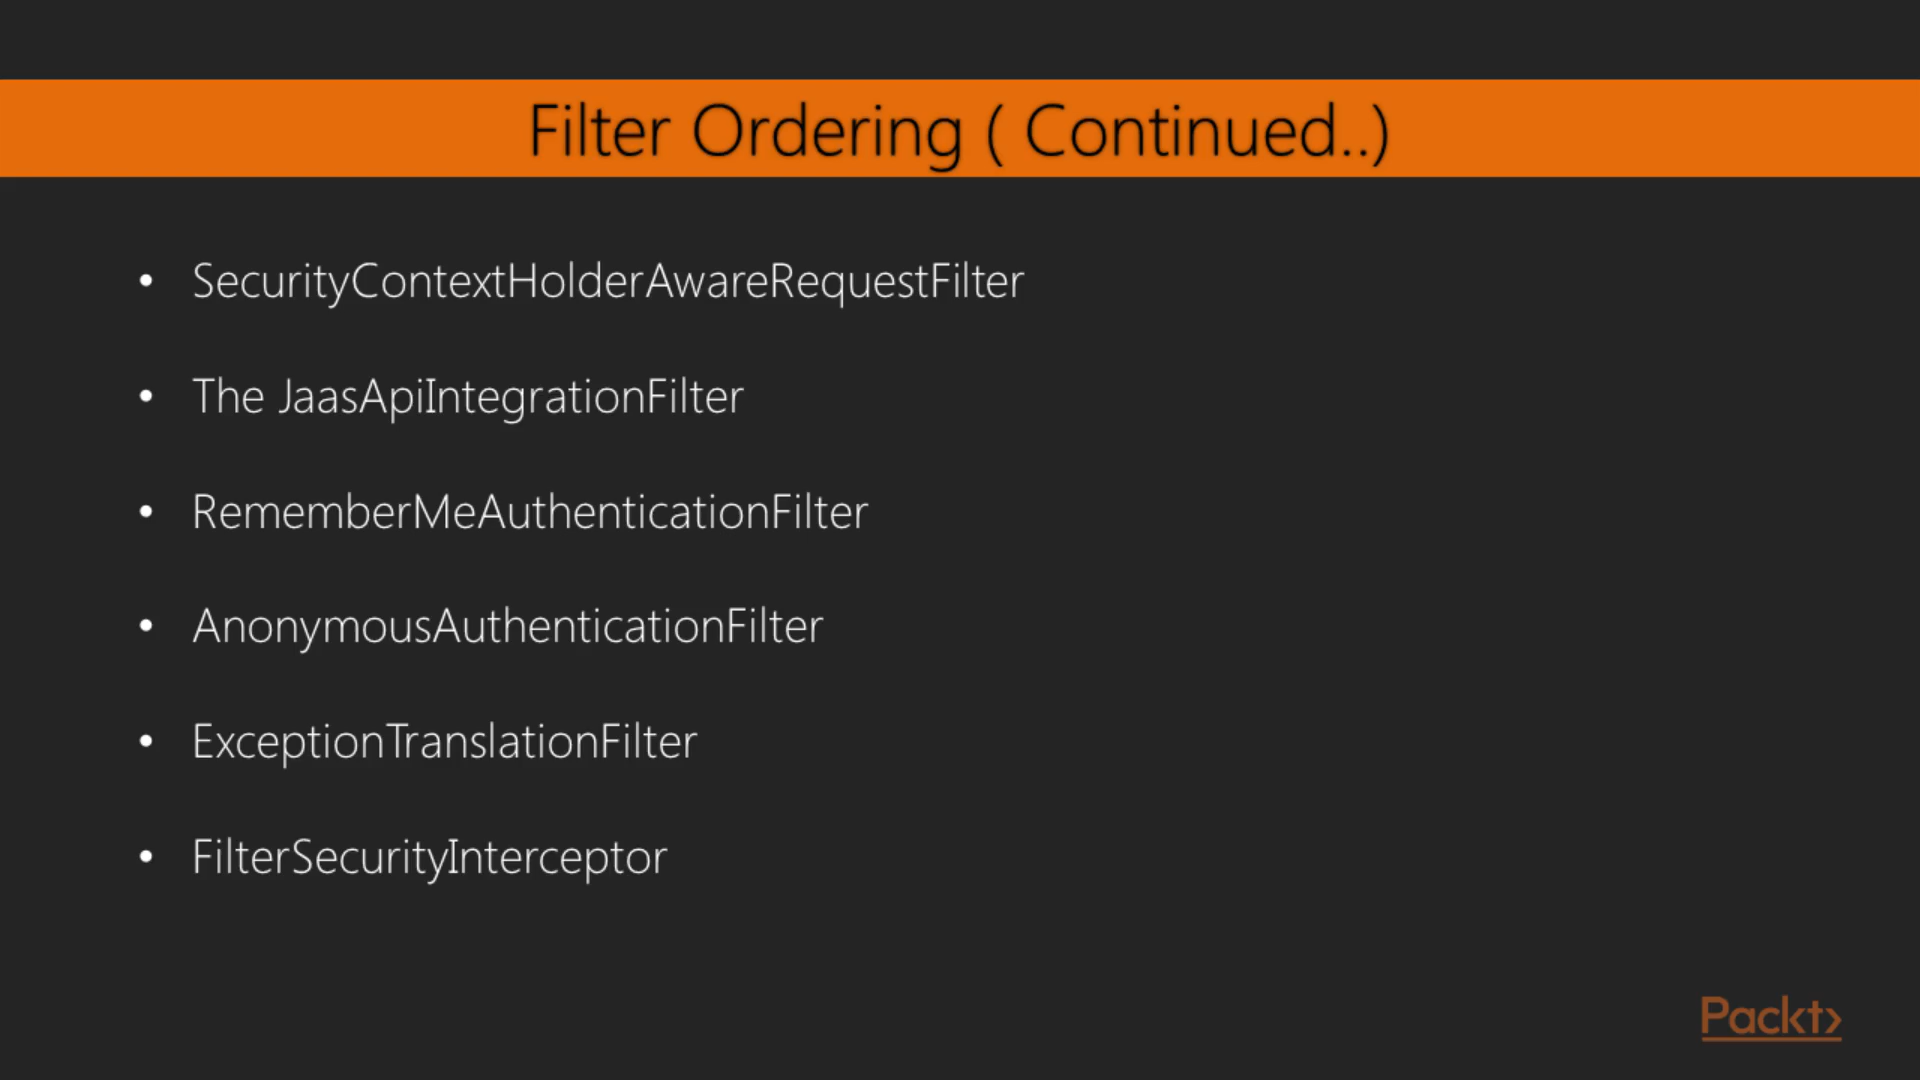 Filter Ordering ( Continued..)
• SecurityContextHolderAwareRequestFilter
• The JaasApiIntegrationFilter
• RememberMeAuthenticationFilter
• AnonymousAuthenticationFilter
• ExceptionTranslationFilter
• FilterSecurityInterceptor
Packt>